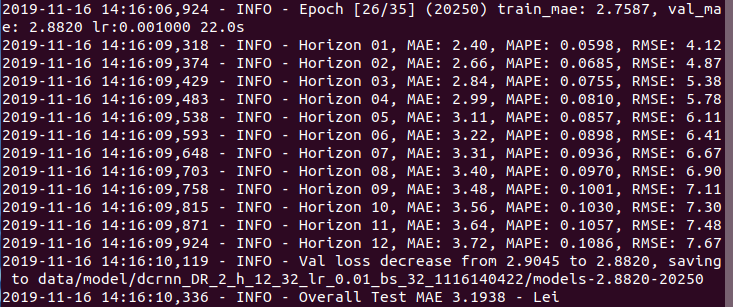 2019-11-16 14:16:06,924 - INFO - Epoch [26/35] (20250) train_mae: 2.7587, val_ma
e: 2.8820 lr:0.001000 22.0s
2019-11-16 14:16:09,318 - INFO - Horizon 01, MAE: 2.40, MAPE: 0.0598, RMSE: 4.12
2019-11-16 14:16:09,374 - INFO - Horizon 02, MAE: 2.66, MAPE: 0.0685, RMSE: 4.87
2019-11-16 14:16:09,429 - INFO - Horizon 03, MAE: 2.84, MAPE: 0.0755, RMSE: 5.38
2019-11-16 14:16:09,483 - INFO - Horizon 04, MAE: 2.99, MAPE: 0.0810, RMSE: 5.78
2019-11-16 14:16:09,538 - INFO - Horizon 05, MAE: 3.11, MAPE: 0.0857, RMSE: 6.11
2019-11-16 14:16:09,593 - INFO - Horizon 06, MAE: 3.22, MAPE: 0.0898, RMSE: 6.41
2019-11-16 14:16:09,648 - INFO - Horizon 07, MAE: 3.31, MAPE: 0.0936, RMSE: 6.67
2019-11-16 14:16:09,703 - INFO - Horizon 08, MAE: 3.40, MAPE: 0.0970, RMSE: 6.90
2019-11-16 14:16:09,758 - INFO - Horizon 09, MAE: 3.48, MAPE: 0.1001, RMSE: 7.11
2019-11-16 14:16:09,815 - INFO - Horizon 10, MAE: 3.56, MAPE: 0.1030, RMSE: 7.30
2019-11-16 14:16:09,871 - INFO - Horizon 11, MAE: 3.64, MAPE: 0.1057, RMSE: 7.48
2019-11-16 14:16:09,924 - INFO - Horizon 12, MAE: 3.72, MAPE: 0.1086, RMSE: 7.67
2019-11-16 14:16:10,119 - INFO - Val loss decrease from 2.9045 to 2.8820, saving
to data/model/dcrnn_DR_2_h_12_32_lr_0.01_bs_32_1116140422/models-2.8820-20250
2019-11-16 14:16:10,336 - INFO - Overall Test MAE 3.1938 - Lei